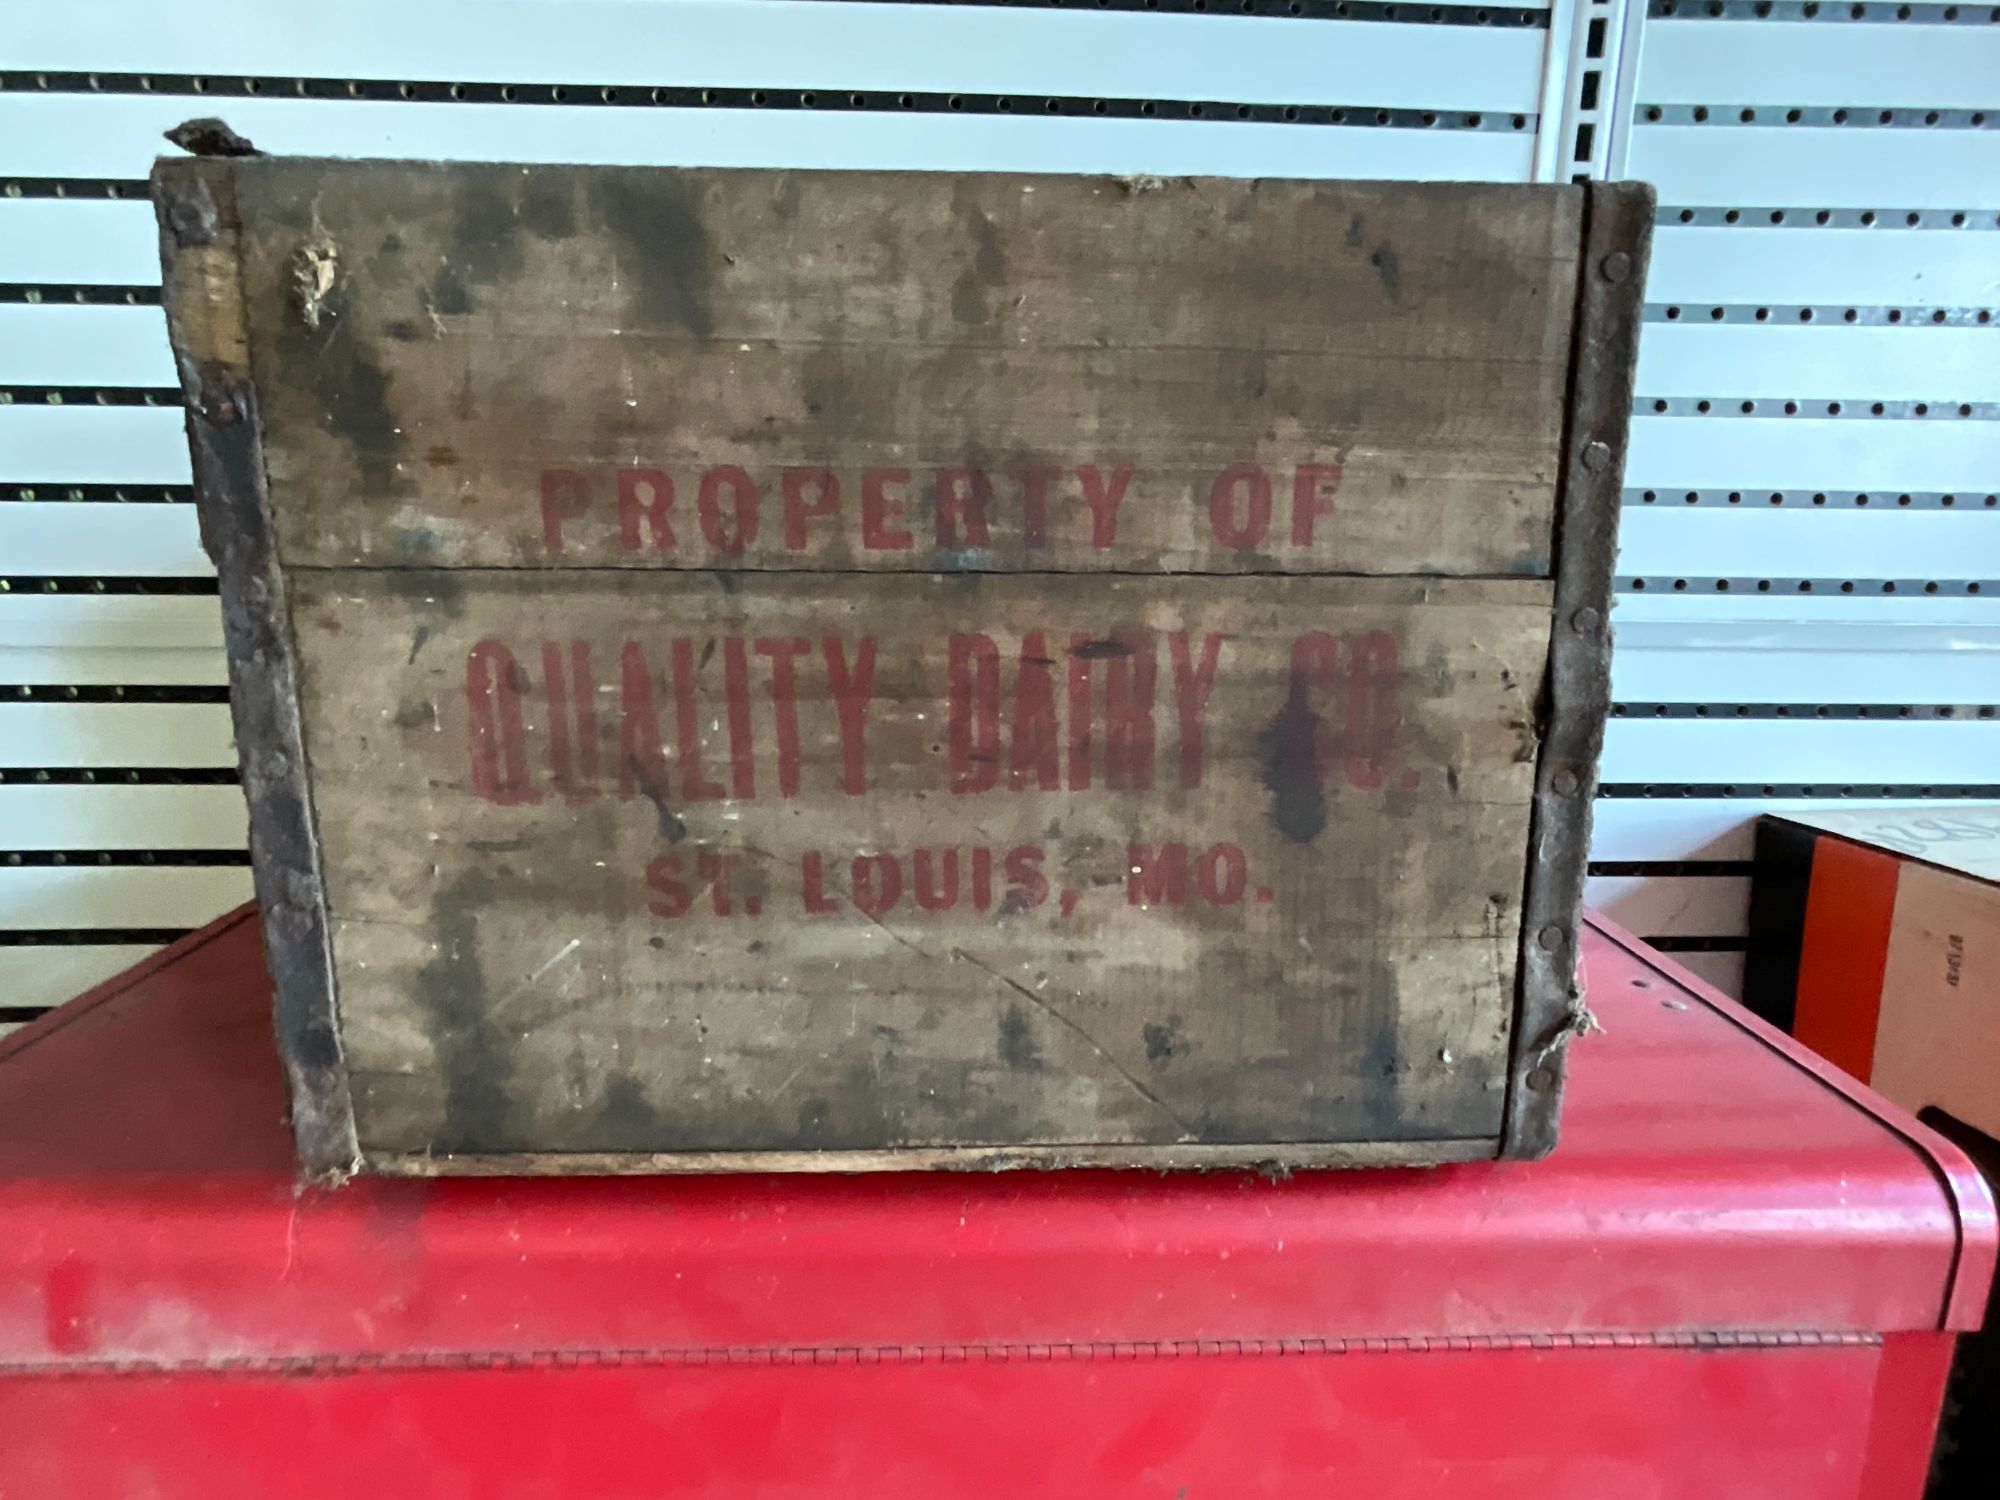 PROPERTY OF
QUALITY DAIRY CO.
ST. LOUIS, MO.